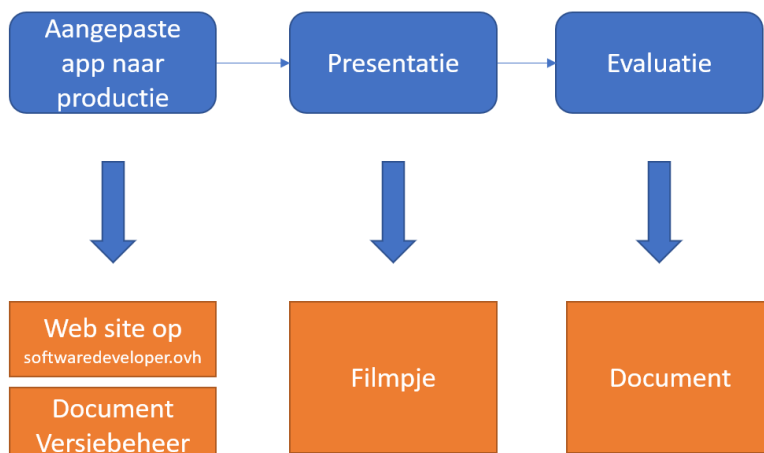 Aangepaste
app naar
productie
Presentatie
Evaluatie
Web site op
softwaredeveloper.ovh
Document
Versiebeheer
Filmpje
Document